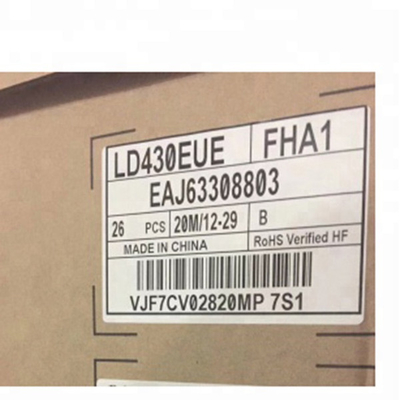 LD430EUE FHA1
EAJ63308803
26 PCS 20M/12-29 B
MADE IN CHINA RoHS Verified HF
VJF7CV02820MP 7S1